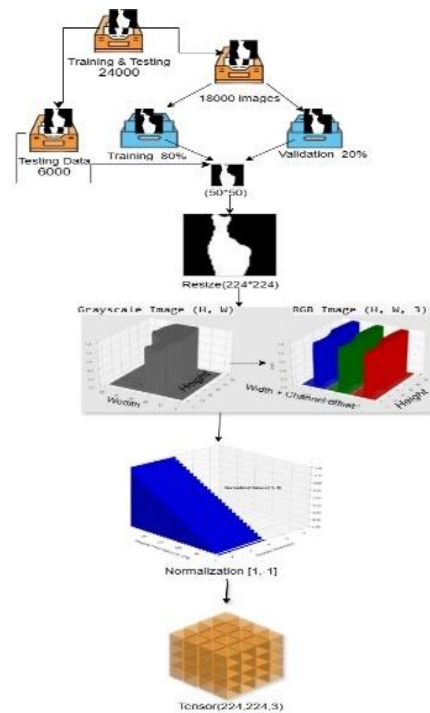 Training & Testing
24000
18000 images
Testing Data
6000
Training 80%
Validation 20%
(50*50)
Resize(224*224)
Grayscale Image (H, W)
RGB Image (H, W, 3)
Height
Width + Channel offset
Height
Normalization [1, -1]
Tensor(224,224,3)